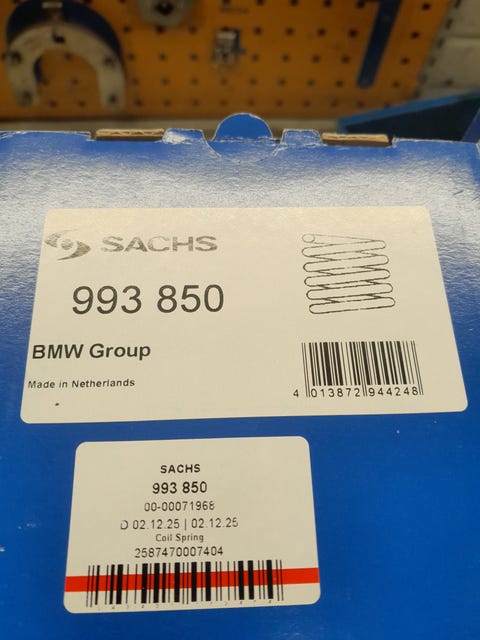 SACHS
993 850
BMW Group
Made in Netherlands
4 013872 944248
SACHS
993 850
00-00071968
D 02.12.25 | 02.12.25
Coil Spring
2587470007404